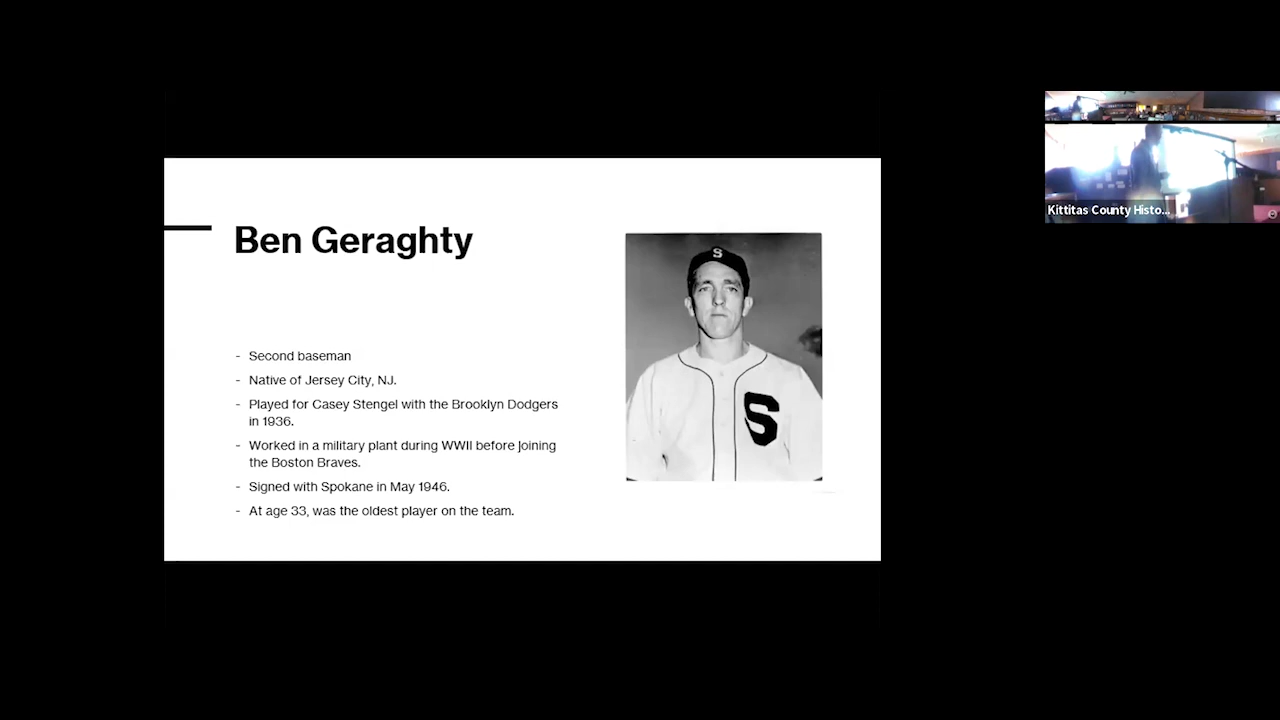 Ben Geraghty
S
- Second baseman
- Native of Jersey City, NJ.
- Played for Casey Stengel with the Brooklyn Dodgers
in 1936.
S
- Worked in a military plant during WWII before joining
the Boston Braves.
- Signed with Spokane in May 1946.
- At age 33, was the oldest player on the team.
Kittitas County Histo...